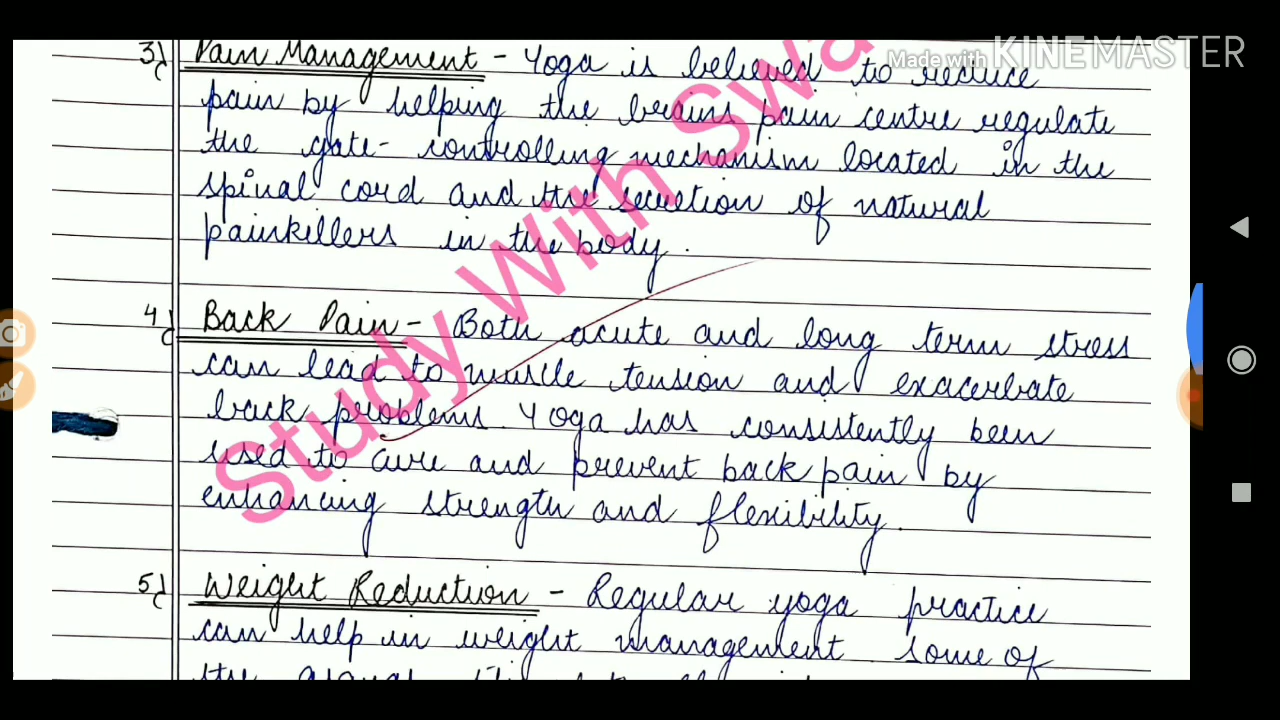 Made with KINEMASTER
3) Pain Management - Yoga is believed to reduce
pain by helping the brains pain centre regulate
the gate-controlling mechanism located in the
spinal cord and the secretion of natural
painkillers in the body.
4) Back Pain - Both acute and long term stress
can lead to muscle tension and exacerbate
back problems. Yoga has consistently been
used to cure and prevent back pain by
enhancing strength and flexibility.
5) Weight Reduction - Regular yoga practice
can help in weight management. Some of
the
Study With Swa